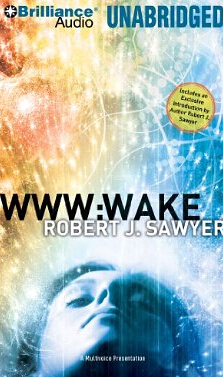 Brilliance UNABRIDGED
Audio
Includes an
Exclusive
Introduction by
Author Robert J.
Sawyer
WWW:WAKE
ROBERT J. SAWYER
A Multivoice Presentation